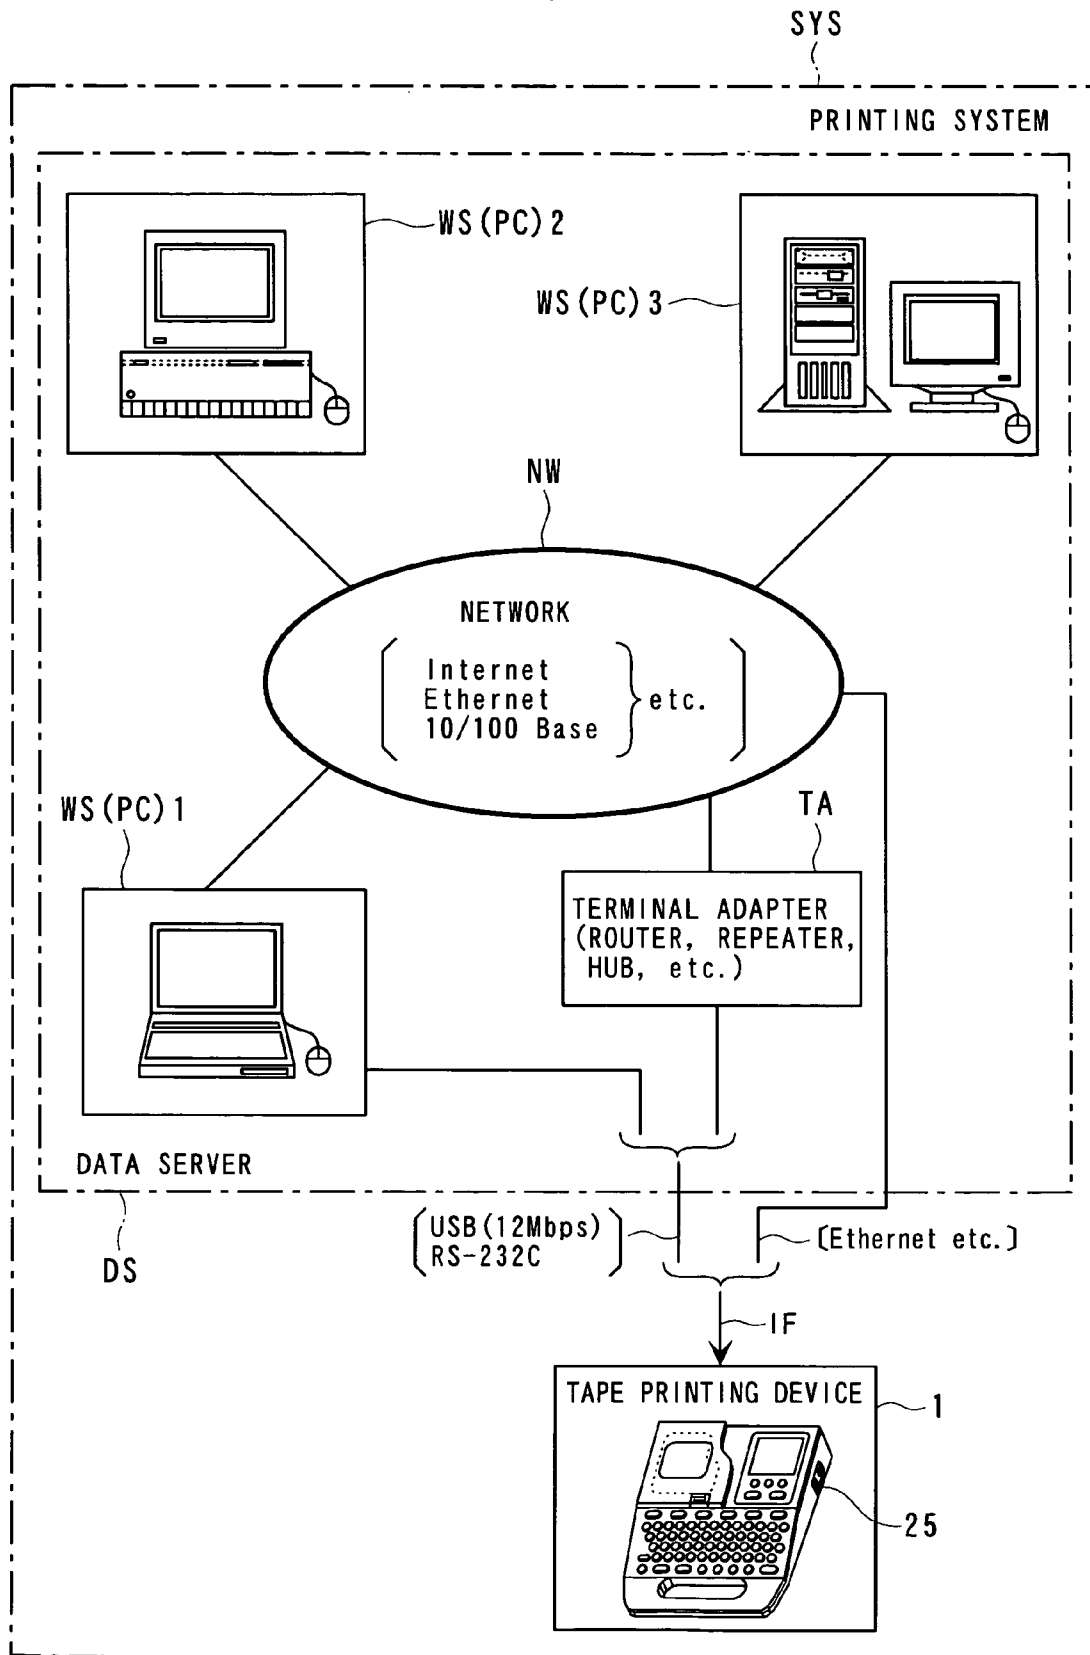 SYS
PRINTING SYSTEM
WS(PC)2
WS(PC)3
NW
NETWORK
Internet
Ethernet
10/100 Base
etc.
WS(PC)1
TA
TERMINAL ADAPTER
(ROUTER, REPEATER,
HUB, etc.)
DATA SERVER
DS
USB(12Mbps)
RS-232C
[Ethernet etc.]
IF
TAPE PRINTING DEVICE
1
25